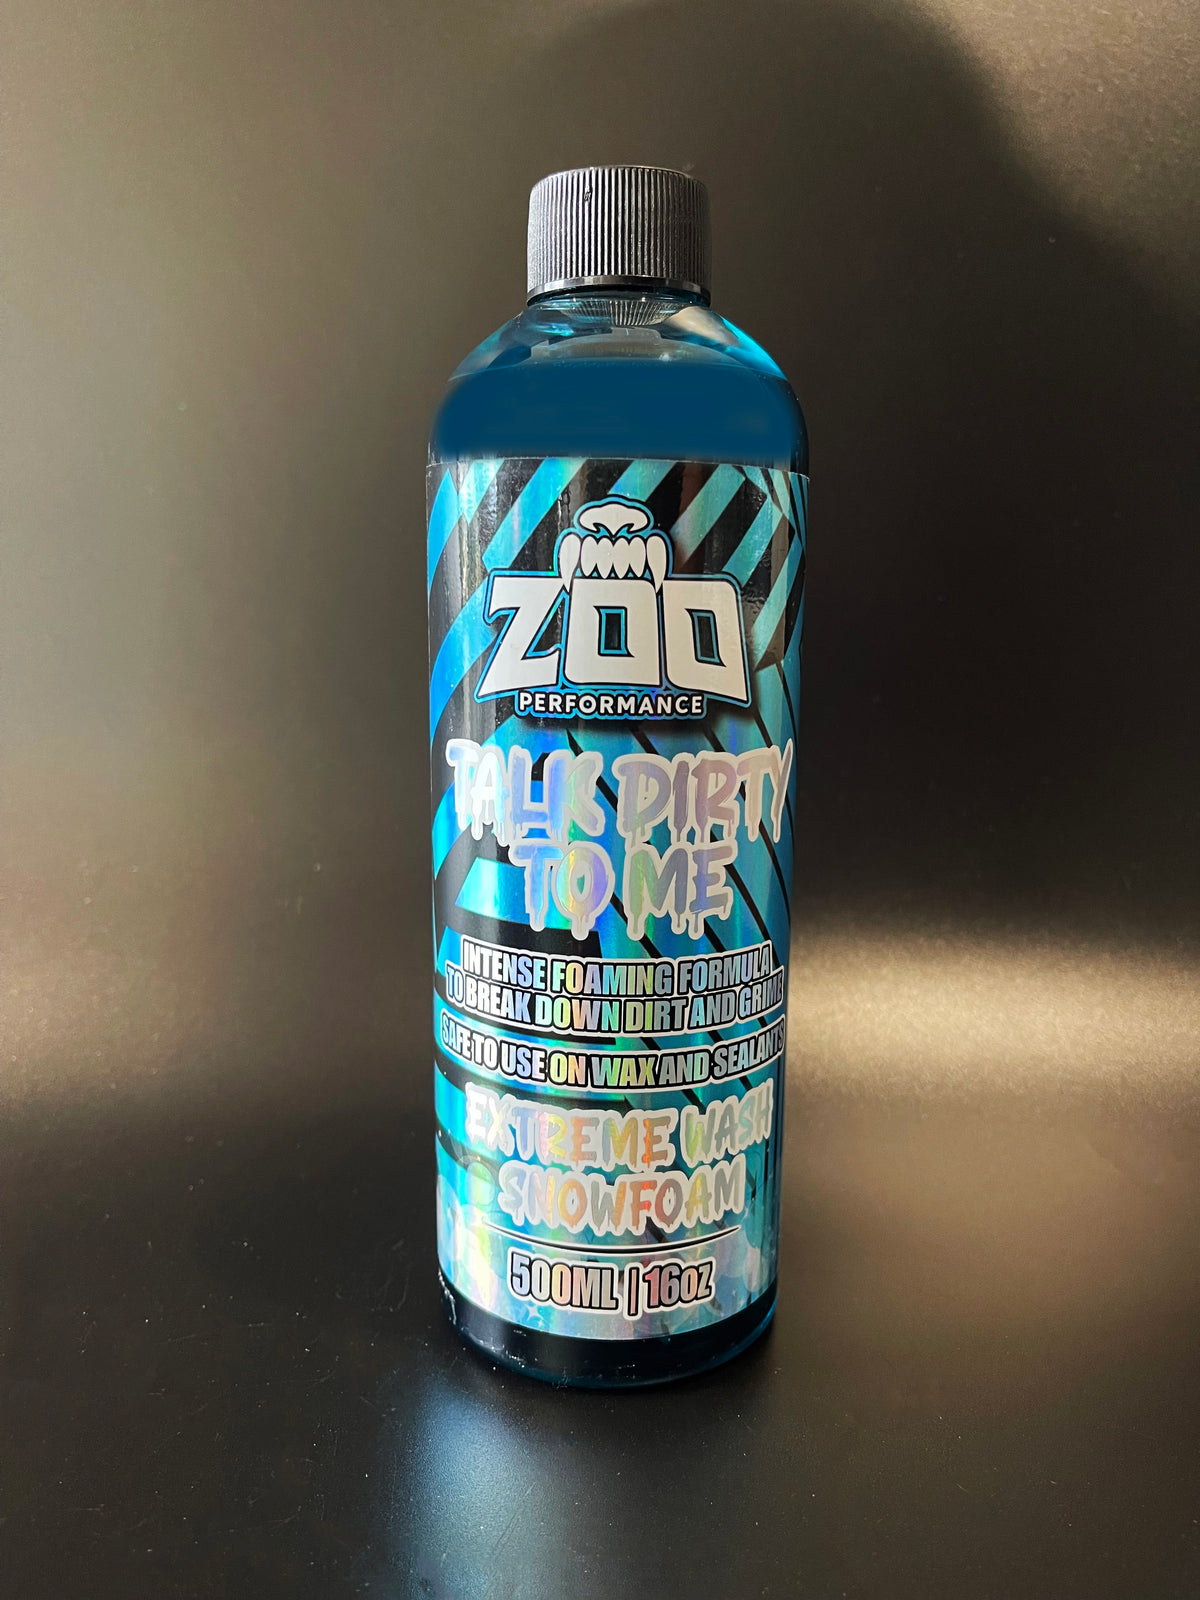 ZOO
PERFORMANCE
TALK DIRTY
TO ME
INTENSE FOAMING FORMULA
TO BREAK DOWN DIRT AND GRIME
SAFE TO USE ON WAX AND SEALANTS
EXTREME WASH
SNOWFOAM
500ML | 16oz